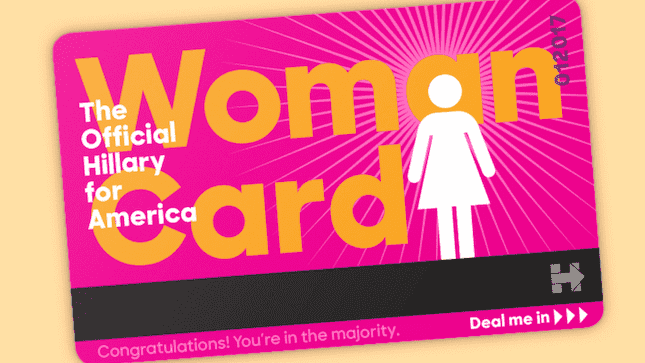 Woman
Card
The
Official
Hillary
for
America
012017
H
Congratulations! You're in the majority.
Deal me in